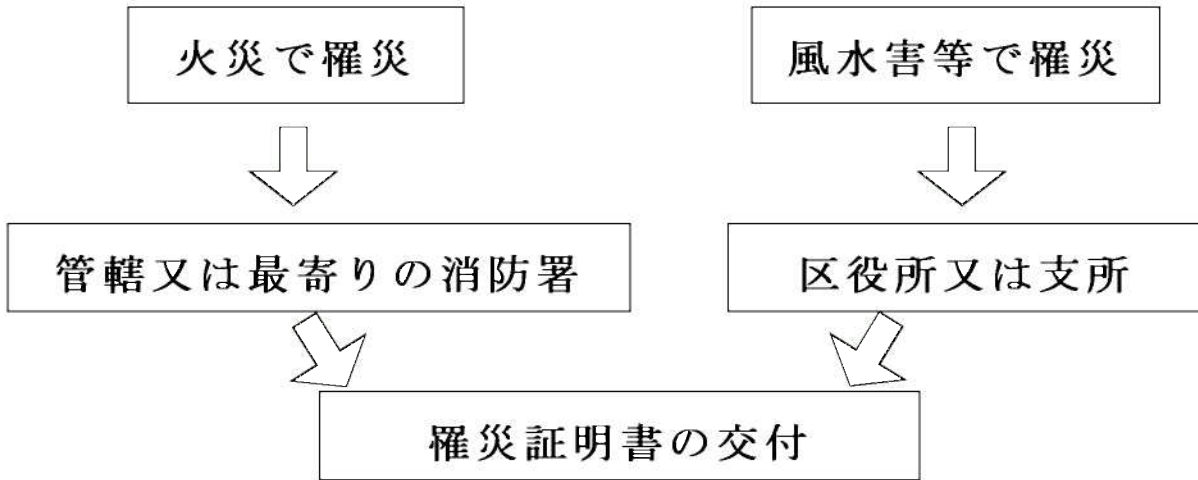 火災で罹災
風水害等で罹災
管轄又は最寄りの消防署
区役所又は支所
罹災証明書の交付